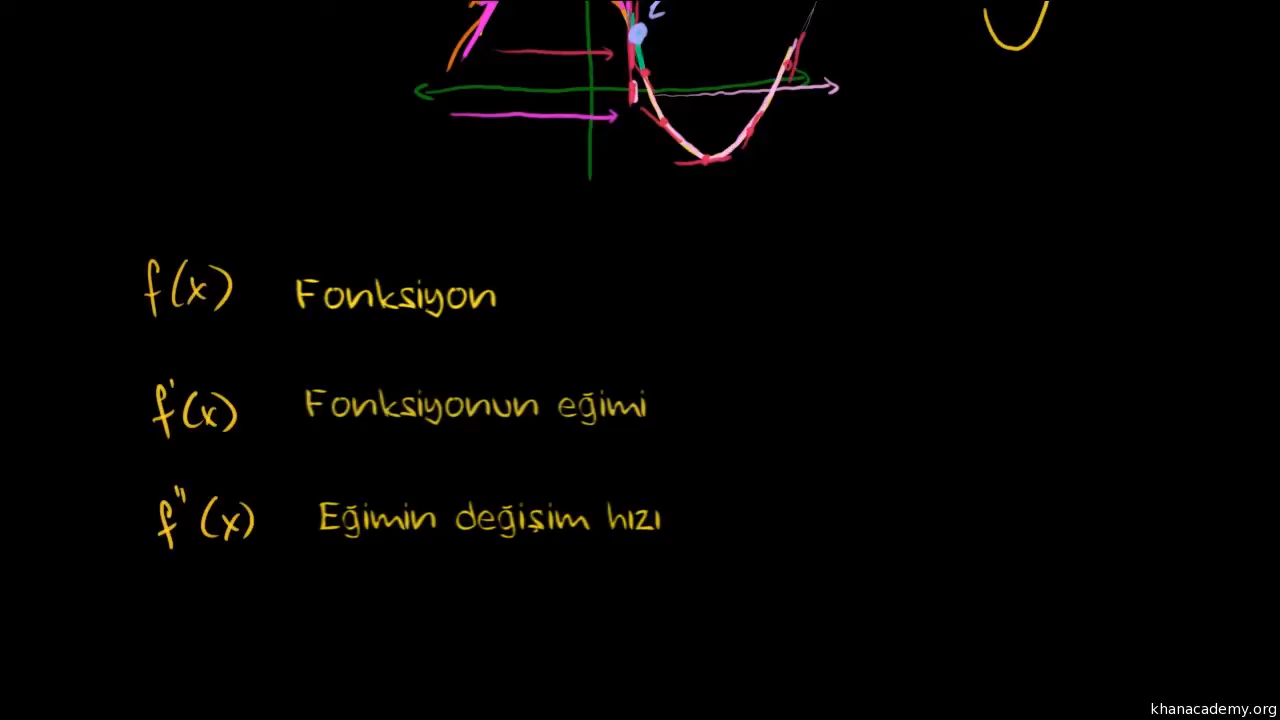 f(x) Fonksiyon
f'(x) Fonksiyonun eğimi
f''(x) Eğimin değişim hızı
khanacademy.org